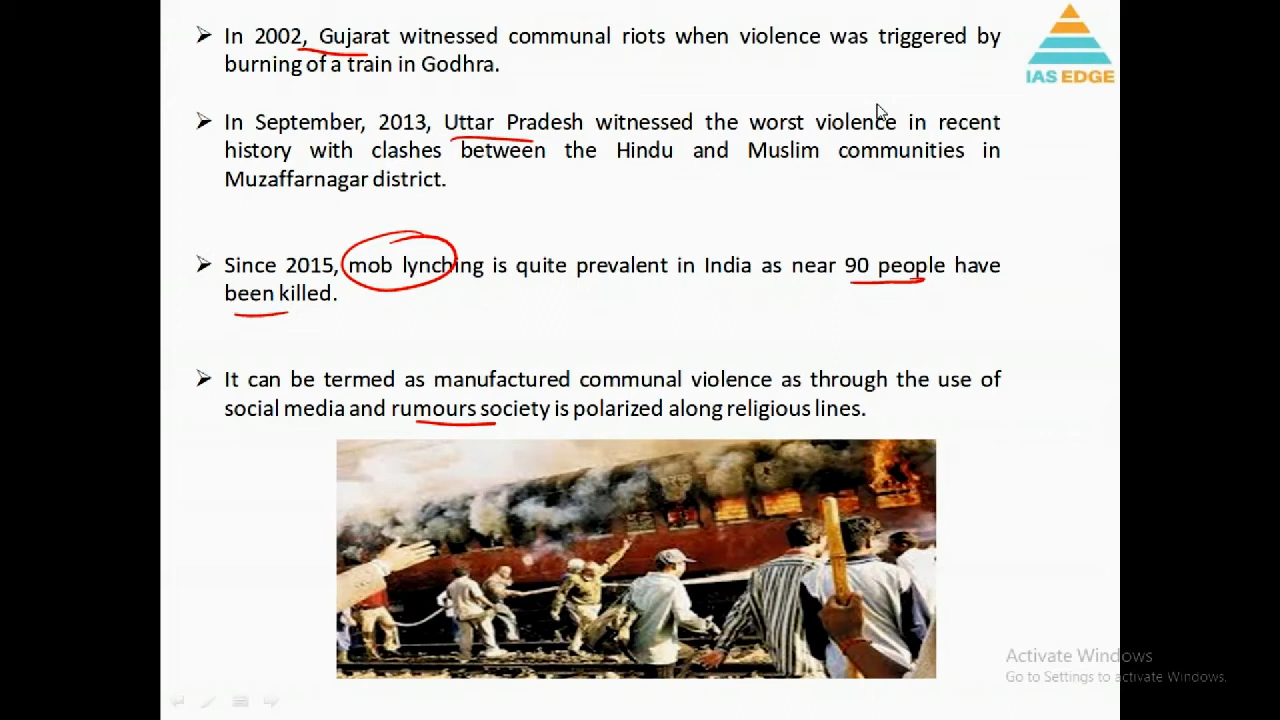 In 2002, Gujarat witnessed communal riots when violence was triggered by
burning of a train in Godhra.
IAS EDGE
In September, 2013, Uttar Pradesh witnessed the worst violence in recent
history with clashes between the Hindu and Muslim communities in
Muzaffarnagar district.
Since 2015, mob lynching is quite prevalent in India as near 90 people have
been killed.
It can be termed as manufactured communal violence as through the use of
social media and rumours society is polarized along religious lines.
Activate Windows
Go to Settings to activate Windows.